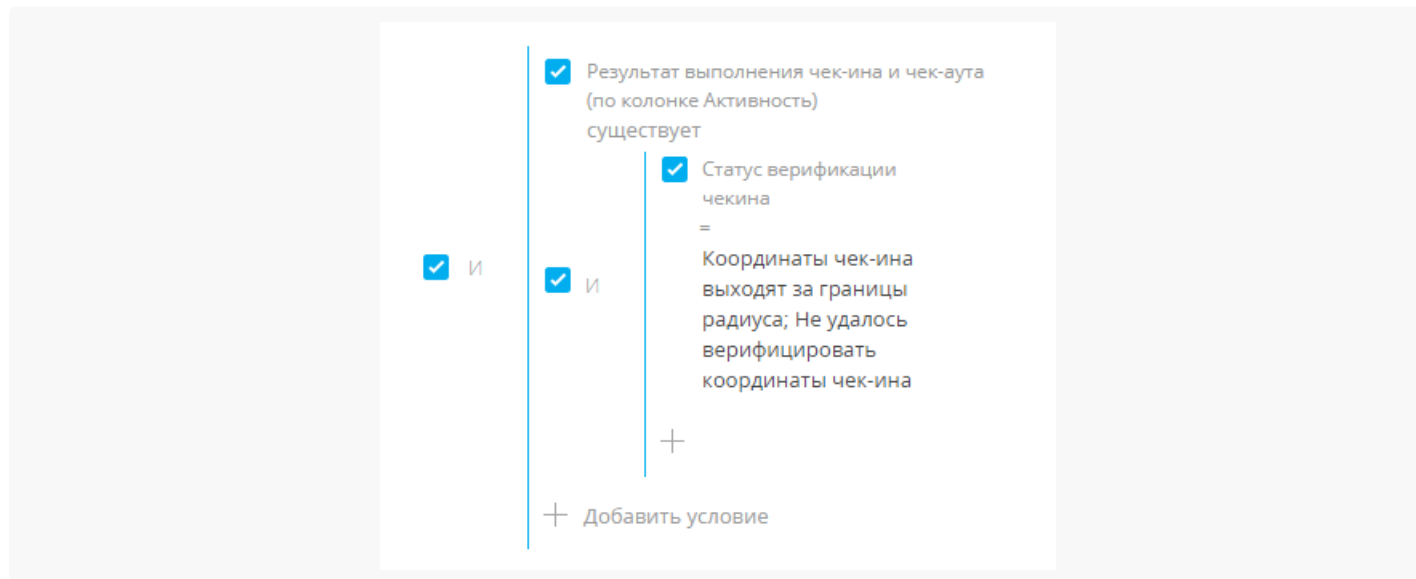 Результат выполнения чек-ина и чек-аута
(по колонке Активность)
существует
Статус верификации
чекина
=
Координаты чек-ина
выходят за границы
радиуса; Не удалось
верифицировать
координаты чек-ина
И
И
Добавить условие